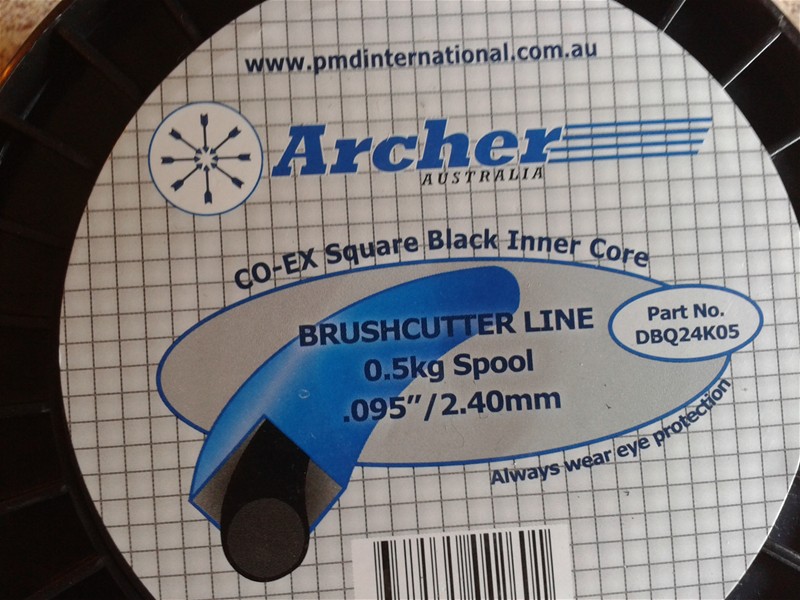 www.pmdinternational.com.au
Archer
AUSTRALIA
CO-EX Square Black Inner Core
BRUSHCUTTER LINE
0.5kg Spool
.095"/2.40mm
Part No.
DBQ24K05
Always wear eye protection